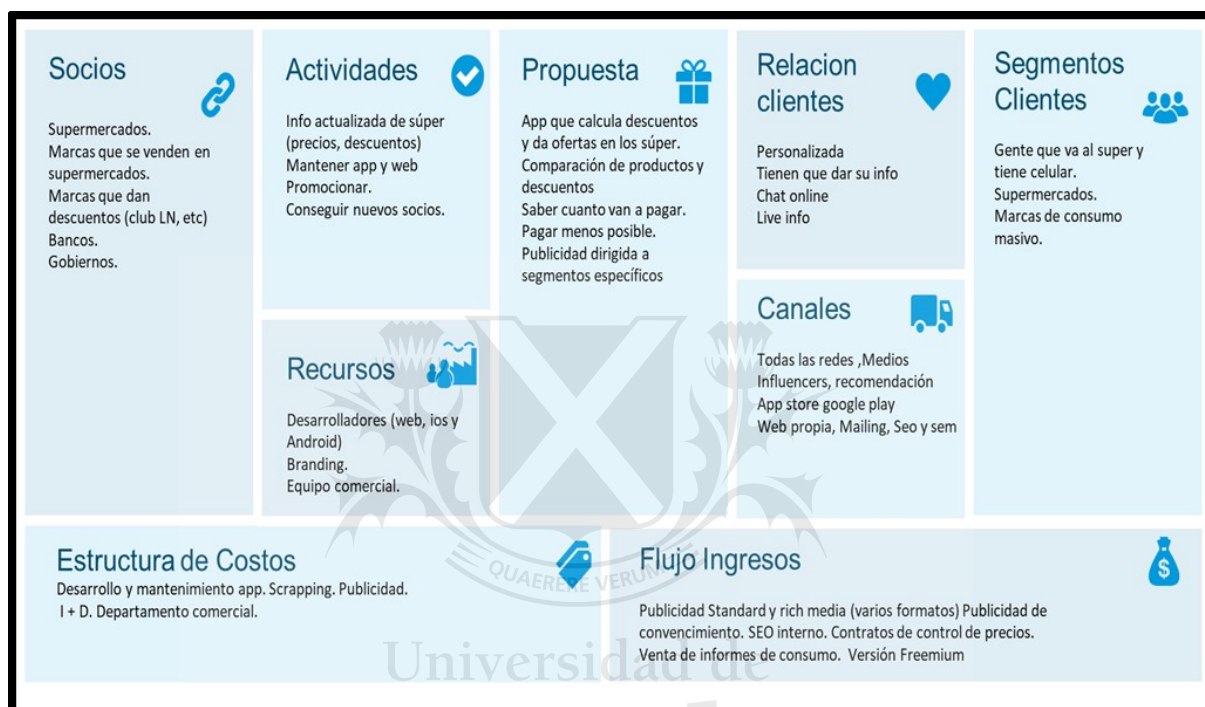 Socios
Supermercados.
Marcas que se venden en
supermercados.
Marcas que dan
descuentos (club LN, etc)
Bancos.
Gobiernos.
Actividades
Info actualizada de súper
(precios, descuentos)
Mantener app y web
Promocionar.
Conseguir nuevos socios.
Recursos
Desarrolladores (web, ios y
Android)
Branding.
Equipo comercial.
Propuesta
App que calcula descuentos
y da ofertas en los súper.
Comparación de productos y
descuentos
Saber cuanto van a pagar.
Pagar menos posible.
Publicidad dirigida a
segmentos específicos
Relacion
clientes
Personalizada
Tienen que dar su info
Chat online
Live info
Canales
Todas las redes ,Medios
Influencers, recomendación
App store google play
Web propia, Mailing, Seo y sem
Segmentos
Clientes
Gente que va al super y
tiene celular.
Supermercados.
Marcas de consumo
masivo.
Estructura de Costos
Desarrollo y mantenimiento app. Scrapping. Publicidad.
I + D. Departamento comercial.
Flujo Ingresos
$
Publicidad Standard y rich media (varios formatos) Publicidad de
convencimiento. SEO interno. Contratos de control de precios.
Venta de informes de consumo. Versión Freemium
QUAERERE VERUM
Universidad de